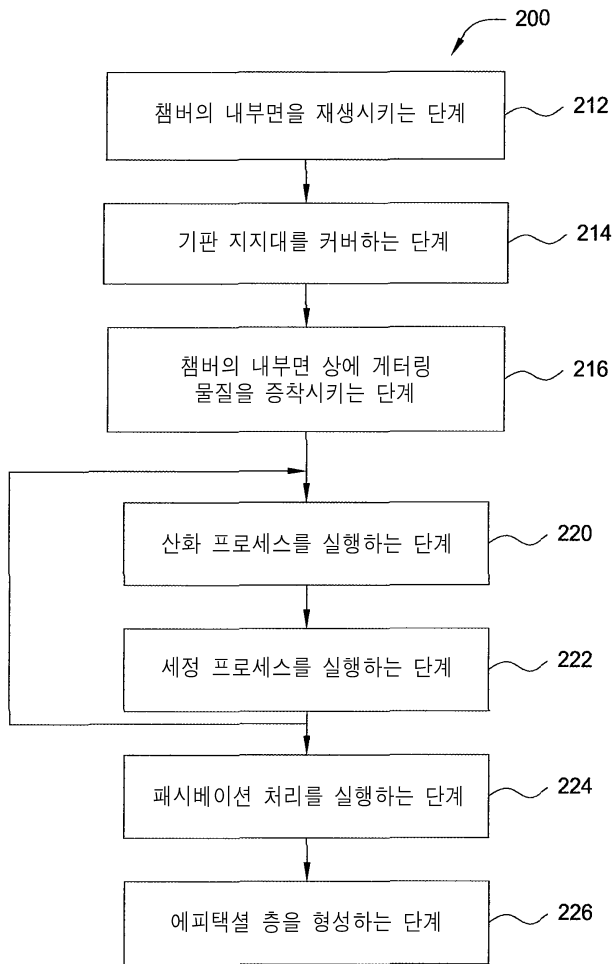 200
챔버의 내부면을 재생시키는 단계
212
기판 지지대를 커버하는 단계
214
챔버의 내부면 상에 게터링
물질을 증착시키는 단계
216
산화 프로세스를 실행하는 단계
220
세정 프로세스를 실행하는 단계
222
패시베이션 처리를 실행하는 단계
224
에피택셜 층을 형성하는 단계
226